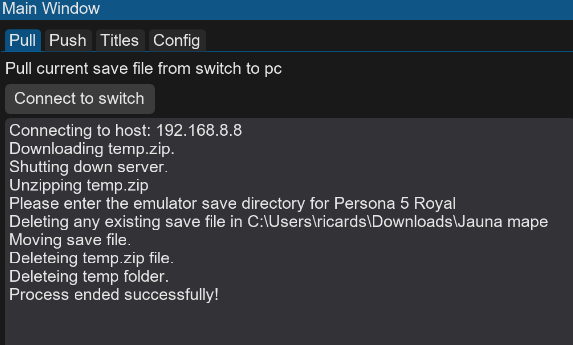 Main Window
Pull Push Titles Config
Pull current save file from switch to pc
Connect to switch
Connecting to host: 192.168.8.8
Downloading temp.zip.
Shutting down server.
Unzipping temp.zip
Please enter the emulator save directory for Persona 5 Royal
Deleting any existing save file in C:\Users\ricards\Downloads\Jauna mape
Moving save file.
Deleteing temp.zip file.
Deleteing temp folder.
Process ended successfully!